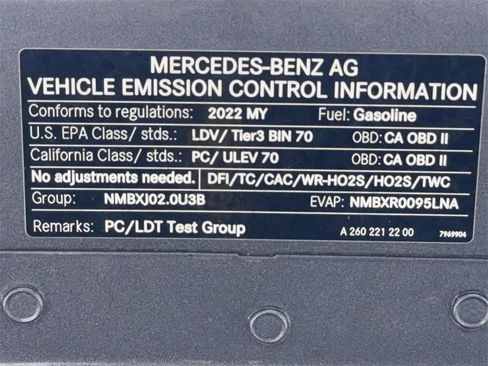 MERCEDES-BENZ AG
VEHICLE EMISSION CONTROL INFORMATION
Conforms to regulations: 2022 MY Fuel: Gasoline
U.S. EPA Class/ stds.: LDV/ Tier3 BIN 70 OBD: CA OBD II
California Class/ stds.: PC/ ULEV 70 OBD: CA OBD II
No adjustments needed. DFI/TC/CAC/WR-HO2S/HO2S/TWC
Group: NMBXJ02.0U3B EVAP: NMBXR0095LNA
Remarks: PC/LDT Test Group A 260 221 22 00 7969904